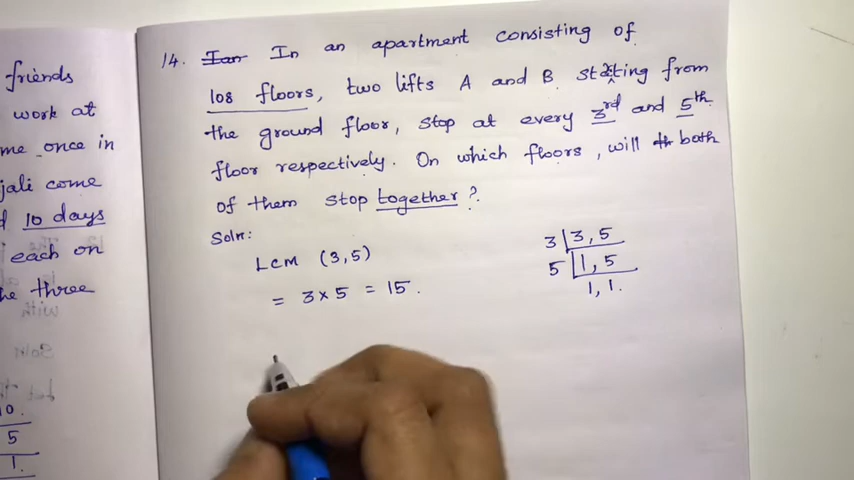 friends
work at
me once in
jali come
10 days
each on
the three
10.
5
1.
14. In an apartment consisting of
108 floors, two lifts A and B starting from
the ground floor, stop at every 3rd and 5th
floor respectively. On which floors, will both
of them stop together?
Soln:
LCM (3,5)
= 3 × 5 = 15.
3 | 3, 5
5 | 1, 5
1, 1.